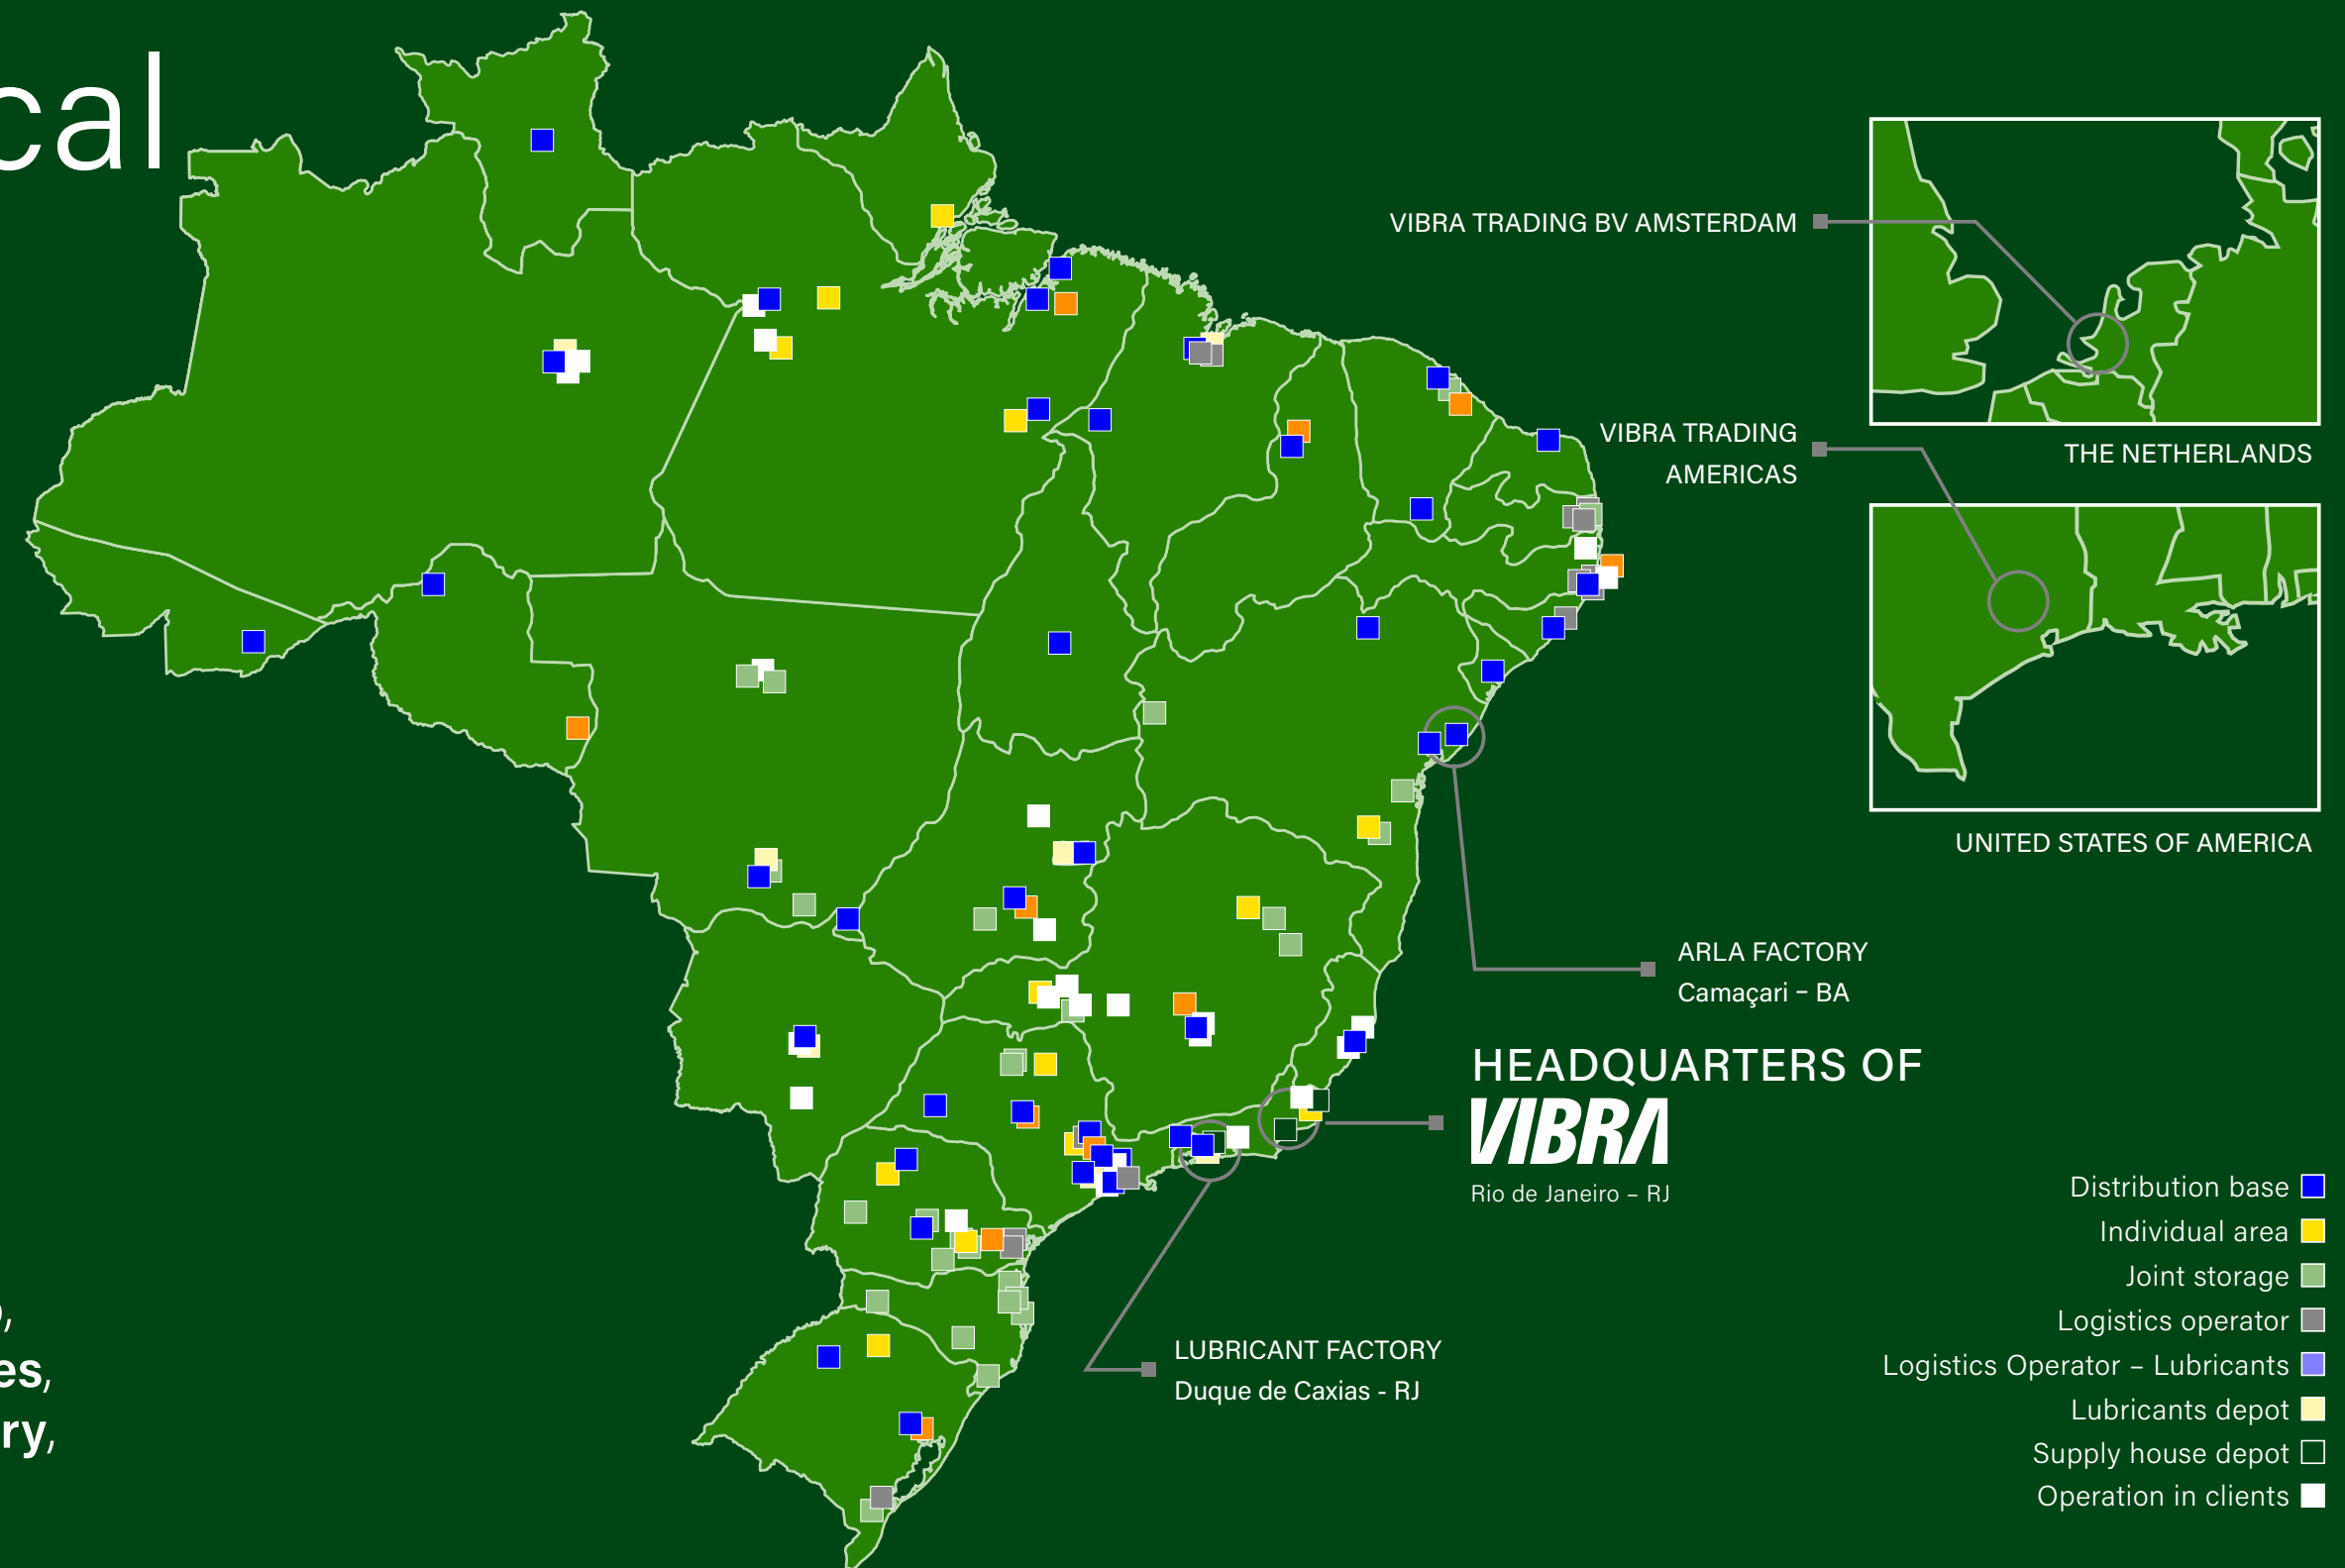 cal
VIBRA TRADING BV AMSTERDAM
THE NETHERLANDS
VIBRA TRADING
AMERICAS
UNITED STATES OF AMERICA
ARLA FACTORY
Camaçari – BA
HEADQUARTERS OF
VIBRA
Rio de Janeiro – RJ
LUBRICANT FACTORY
Duque de Caxias - RJ
Distribution base
Individual area
Joint storage
Logistics operator
Logistics Operator – Lubricants
Lubricants depot
Supply house depot
Operation in clients
es,
ry,